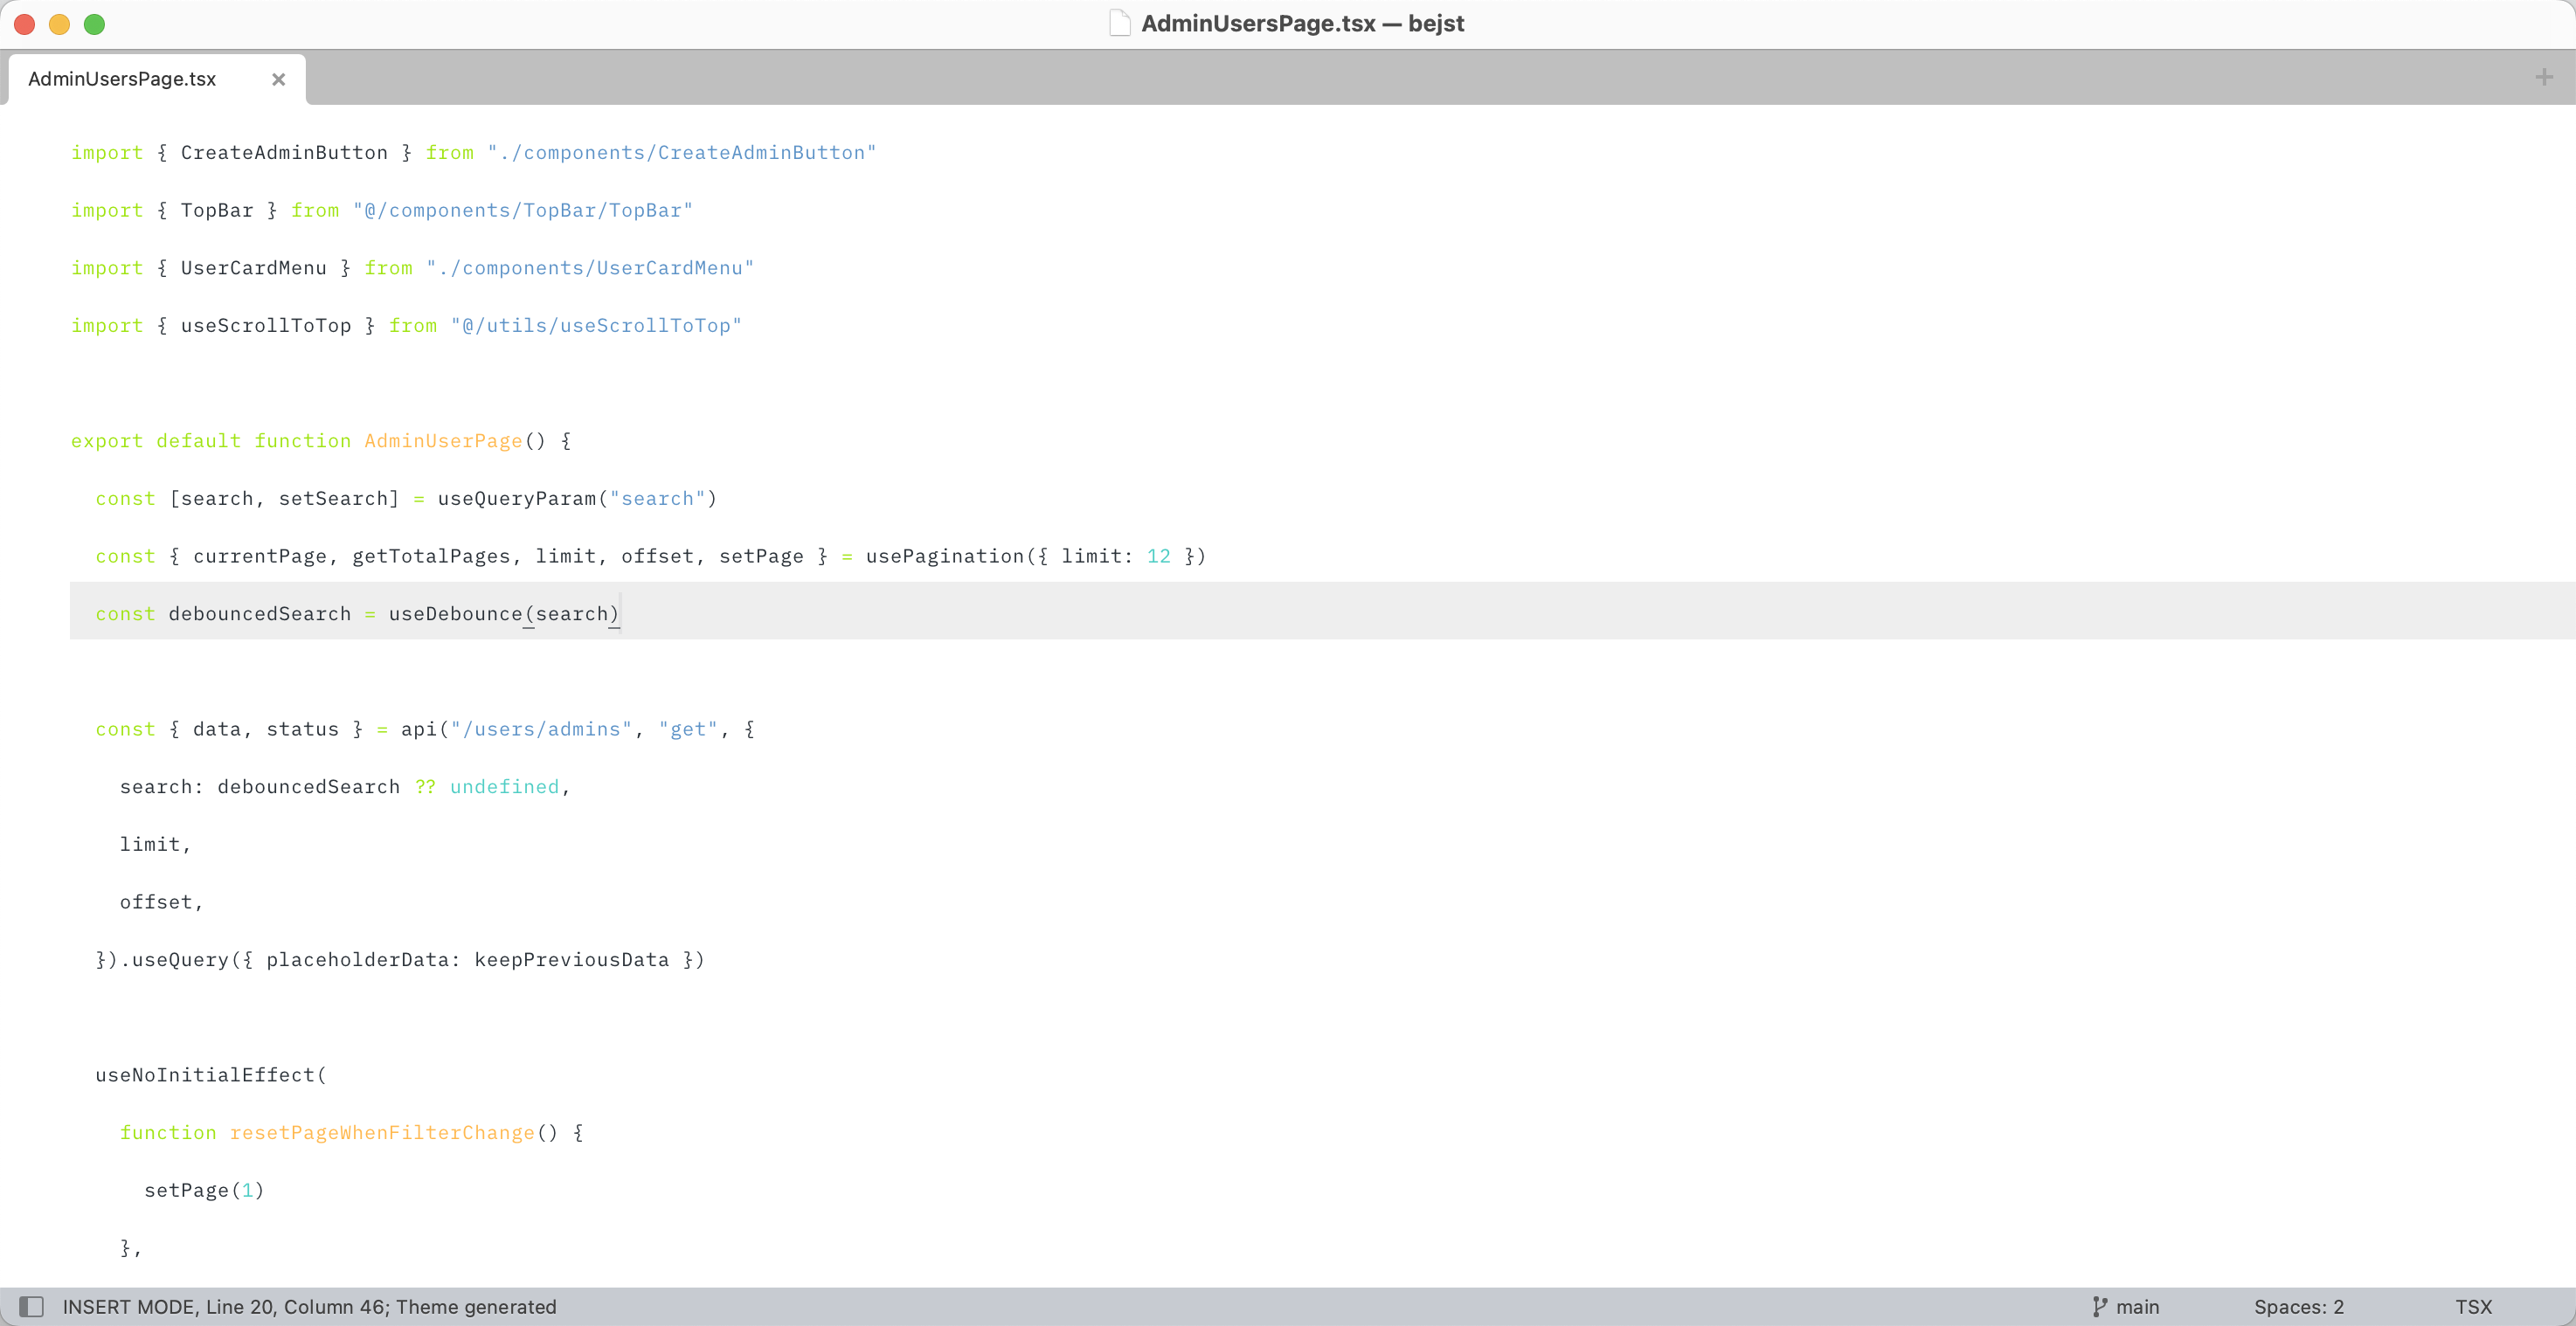 AdminUsersPage.tsx — bejst
AdminUsersPage.tsx
import { CreateAdminButton } from "./components/CreateAdminButton"
import { TopBar } from "@/components/TopBar/TopBar"
import { UserCardMenu } from "./components/UserCardMenu"
import { useScrollToTop } from "@/utils/useScrollToTop"
export default function AdminUserPage() {
const [search, setSearch] = useQueryParam("search")
const { currentPage, getTotalPages, limit, offset, setPage } = usePagination({ limit: 12 })
const debouncedSearch = useDebounce(search)
const { data, status } = api("/users/admins", "get", {
search: debouncedSearch ?? undefined,
limit,
offset,
}).useQuery({ placeholderData: keepPreviousData })
useNoInitialEffect(
function resetPageWhenFilterChange() {
setPage(1)
},
INSERT MODE, Line 20, Column 46; Theme generated
main
Spaces: 2
TSX